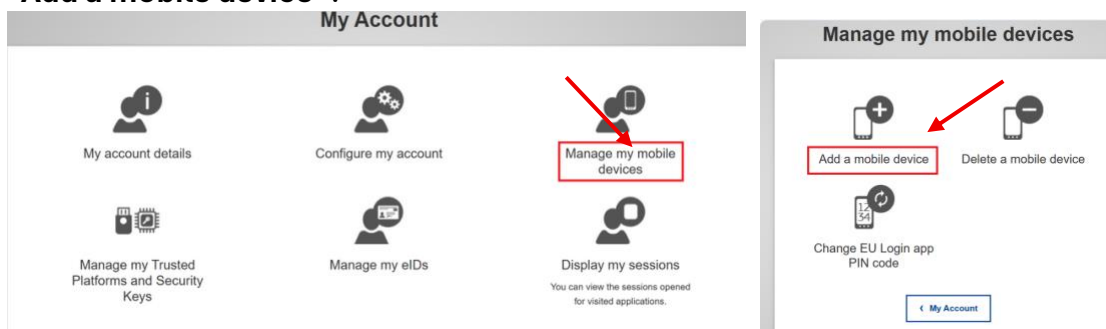 Add a mobile device
My Account
i
My account details
Configure my account
Manage my mobile
devices
Manage my Trusted
Platforms and Security
Keys
Manage my eIDs
Display my sessions
You can view the sessions opened
for visited applications.
Manage my mobile devices
Add a mobile device
Delete a mobile device
12
34
Change EU Login app
PIN code
‹ My Account